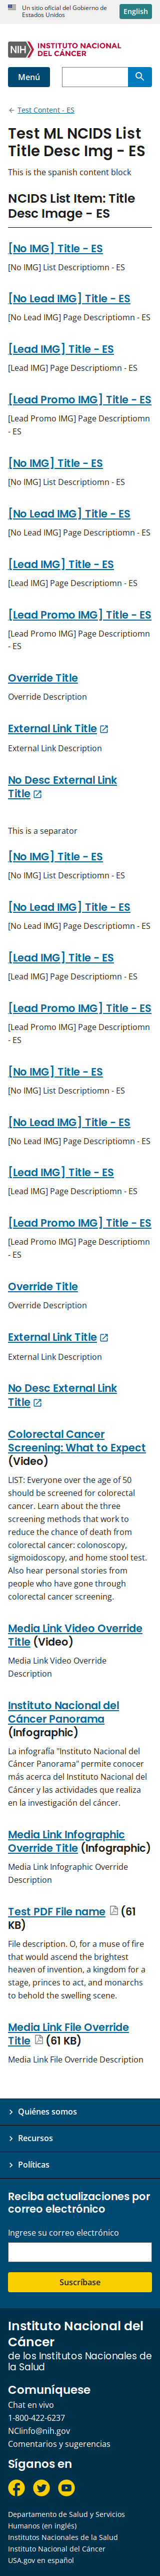 Un sitio oficial del Gobierno de
Estados Unidos
English
NIH
INSTITUTO NACIONAL
DEL CÁNCER
Menú
← Test Content - ES
Test ML NCIDS List
Title Desc Img - ES
This is the spanish content block
NCIDS List Item: Title
Desc Image - ES
[No IMG] Title - ES
[No IMG] List Descriptiomn - ES
[No Lead IMG] Title - ES
[No Lead IMG] Page Descriptiomn - ES
[Lead IMG] Title - ES
[Lead IMG] Page Descriptiomn - ES
[Lead Promo IMG] Title - ES
[Lead Promo IMG] Page Descriptiomn
- ES
[No IMG] Title - ES
[No IMG] List Descriptiomn - ES
[No Lead IMG] Title - ES
[No Lead IMG] Page Descriptiomn - ES
[Lead IMG] Title - ES
[Lead IMG] Page Descriptiomn - ES
[Lead Promo IMG] Title - ES
[Lead Promo IMG] Page Descriptiomn
- ES
Override Title
Override Description
External Link Title
External Link Description
No Desc External Link
Title
This is a separator
[No IMG] Title - ES
[No IMG] List Descriptiomn - ES
[No Lead IMG] Title - ES
[No Lead IMG] Page Descriptiomn - ES
[Lead IMG] Title - ES
[Lead IMG] Page Descriptiomn - ES
[Lead Promo IMG] Title - ES
[Lead Promo IMG] Page Descriptiomn
- ES
[No IMG] Title - ES
[No IMG] List Descriptiomn - ES
[No Lead IMG] Title - ES
[No Lead IMG] Page Descriptiomn - ES
[Lead IMG] Title - ES
[Lead IMG] Page Descriptiomn - ES
[Lead Promo IMG] Title - ES
[Lead Promo IMG] Page Descriptiomn
- ES
Override Title
Override Description
External Link Title
External Link Description
No Desc External Link
Title
Colorectal Cancer
Screening: What to Expect
(Video)
LIST: Everyone over the age of 50
should be screened for colorectal
cancer. Learn about the three
screening methods that work to
reduce the chances of death from
colorectal cancer: colonoscopy,
sigmoidoscopy, and home stool test.
Also hear personal stories from
people who have gone through
colorectal cancer screening.
Media Link Video Override
Title (Video)
Media Link Video Override
Description
Instituto Nacional del
Cáncer Panorama
(Infographic)
La infografía "Instituto Nacional del
Cáncer Panorama" permite conocer
más acerca del Instituto Nacional del
Cáncer y las actividades que realiza
en la investigación del cáncer.
Media Link Infographic
Override Title (Infographic)
Media Link Infographic Override
Description
Test PDF File name (61
KB)
File description. O, for a muse of fire
that would ascend the brightest
heaven of invention, a kingdom for a
stage, princes to act, and monarchs
to behold the swelling scene.
Media Link File Override
Title (61 KB)
Media Link File Override Description
Quiénes somos
Recursos
Políticas
Reciba actualizaciones por
correo electrónico
Ingrese su correo electrónico
Suscríbase
Instituto Nacional del
Cáncer
de los Institutos Nacionales de
la Salud
Comuníquese
Chat en vivo
1-800-422-6237
NCIinfo@nih.gov
Comentarios y sugerencias
Síganos en
Departamento de Salud y Servicios
Humanos (en inglés)
Institutos Nacionales de la Salud
Instituto Nacional del Cáncer
USA.gov en español